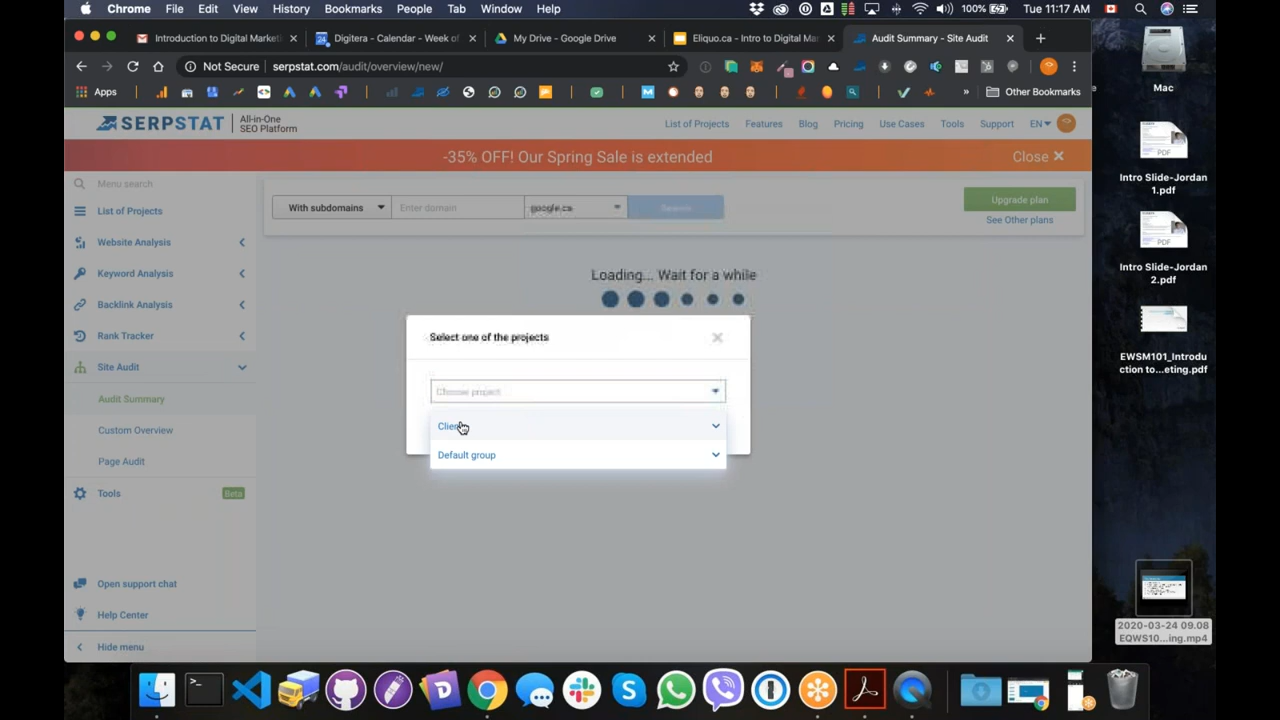 Chrome File Edit View History Bookmarks People Tab Window Help
100% Tue 11:17 AM
Introduction to Digital Market
Digitera - Calendar - Week of
My Drive - Google Drive
Eliquo.ca - Intro to Digital Mar
Audit Summary - Site Audit
Not Secure serpstat.com/audit/overview/new/
Apps
Other Bookmarks
SERPSTAT All-in-One
SEO Platform
List of Projects Features Blog Pricing Use Cases Tools Support EN
-35% OFF! Our Spring Sale is extended
Close
Menu search
List of Projects
Website Analysis
Keyword Analysis
Backlink Analysis
Rank Tracker
Site Audit
Audit Summary
Custom Overview
Page Audit
Tools Beta
Open support chat
Help Center
Hide menu
With subdomains Enter domain google.ca Search
Upgrade plan
See Other plans
Loading... Wait for a while
Select one of the projects
Choose project
Default group
Mac
PDF
Intro Slide-Jordan
1.pdf
PDF
Intro Slide-Jordan
2.pdf
EWSM101_Introdu
ction to...eting.pdf
2020-03-24 09.08
EQWS10...ing.mp4